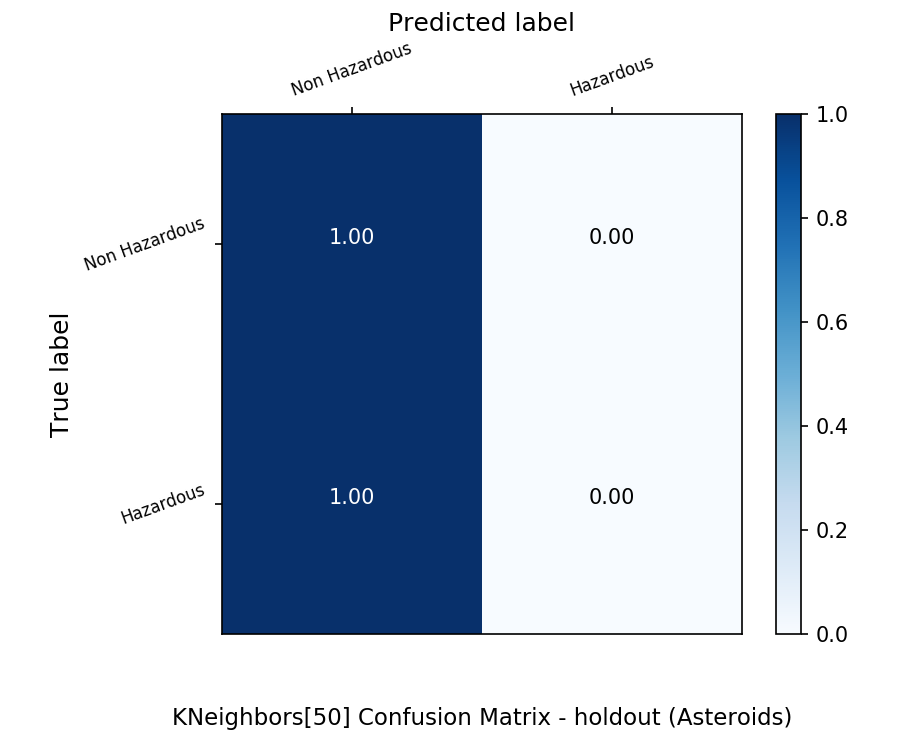 Predicted label
Non Hazardous
Hazardous
1.0
Non Hazardous
1.00
0.00
0.8
0.6
True label
0.4
Hazardous
1.00
0.00
0.2
0.0
KNeighbors[50] Confusion Matrix - holdout (Asteroids)